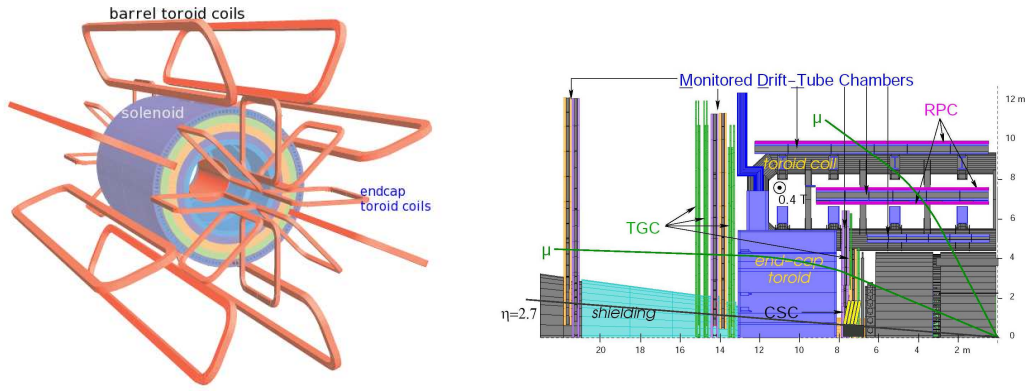 barrel toroid coils
solenoid
endcap
toroid coils
Monitored Drift-Tube Chambers
12 m
RPC
μ
10
toroid coil
8
0.4 T
TGC
6
μ
end-cap
toroid
4
CSC
2
η=2.7
shielding
0
20
18
16
14
12
10
8
6
4
2 m